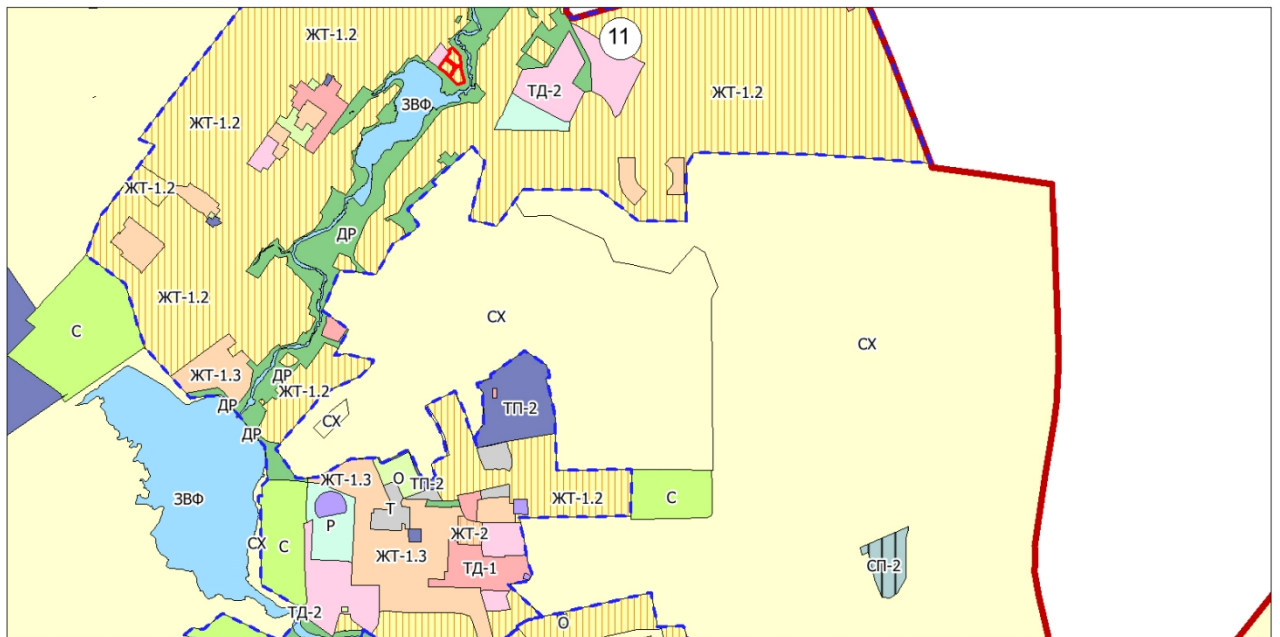 ЖТ-1.2
11
ТД-2
ЖТ-1.2
ЗВФ
ЖТ-1.2
ЖТ-1.2
ДР
ЖТ-1.2
СХ
С
СХ
ЖТ-1.3
ДР
ЖТ-1.2
ДР
ТП-2
СХ
ДР
ЖТ-1.3
О
ТП-2
ЗВФ
ЖТ-1.2
С
Т
Р
ЖТ-2
СХ
С
ЖТ-1.3
ТД-1
СП-2
ТД-2
О